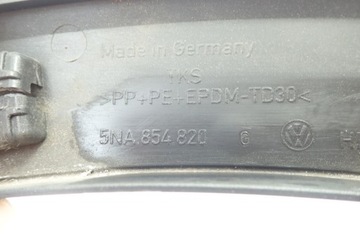 Made in Germany
1KS
>PP+PE+EPDM-TD30<
5NA.854.820 6 H